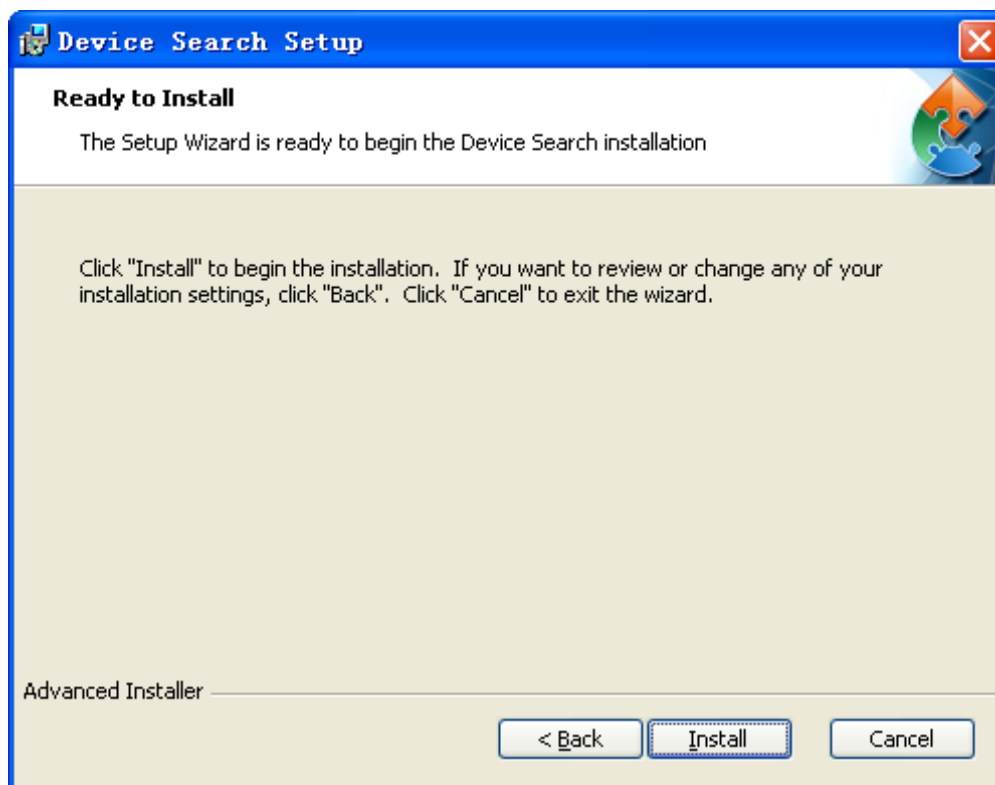 Device Search Setup
Ready to Install
The Setup Wizard is ready to begin the Device Search installation
Click "Install" to begin the installation.  If you want to review or change any of your
installation settings, click "Back".  Click "Cancel" to exit the wizard.
Advanced Installer
< Back
Install
Cancel